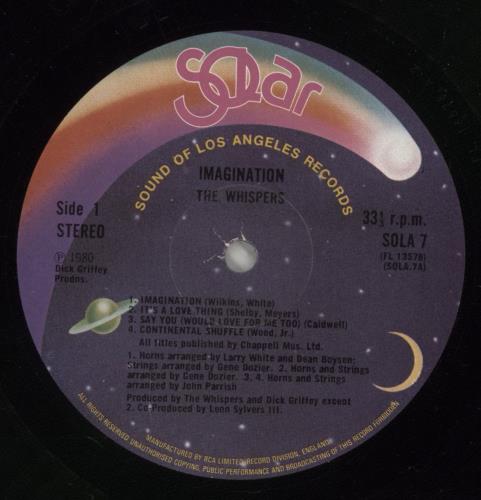 Solar
SOUND OF LOS ANGELES RECORDS
IMAGINATION
THE WHISPERS
Side 1
STEREO
℗ 1980
Dick Griffey
Prodns.
33⅓ r.p.m.
SOLA 7
(FL 13578)
(SOLA.7A)
1. IMAGINATION (Wilkins, White)
2. IT'S A LOVE THING (Shelby, Meyers)
3. SAY YOU (WOULD LOVE FOR ME TOO) (Caldwell)
4. CONTINENTAL SHUFFLE (Wood, Jr.)
All titles published by Chappell Mus. Ltd.
1. Horns arranged by Larry White and Dean Boysen;
Strings arranged by Gene Dozier. 2. Horns and Strings
arranged by Gene Dozier. 3. 4. Horns and Strings
arranged by John Parrish
Produced by The Whispers and Dick Griffey except
2. Co-Produced by Leon Sylvers III.
MANUFACTURED BY RCA LIMITED RECORD DIVISION, ENGLAND
ALL RIGHTS RESERVED UNAUTHORISED COPYING, PUBLIC PERFORMANCE AND BROADCASTING OF THIS RECORD FORBIDDEN